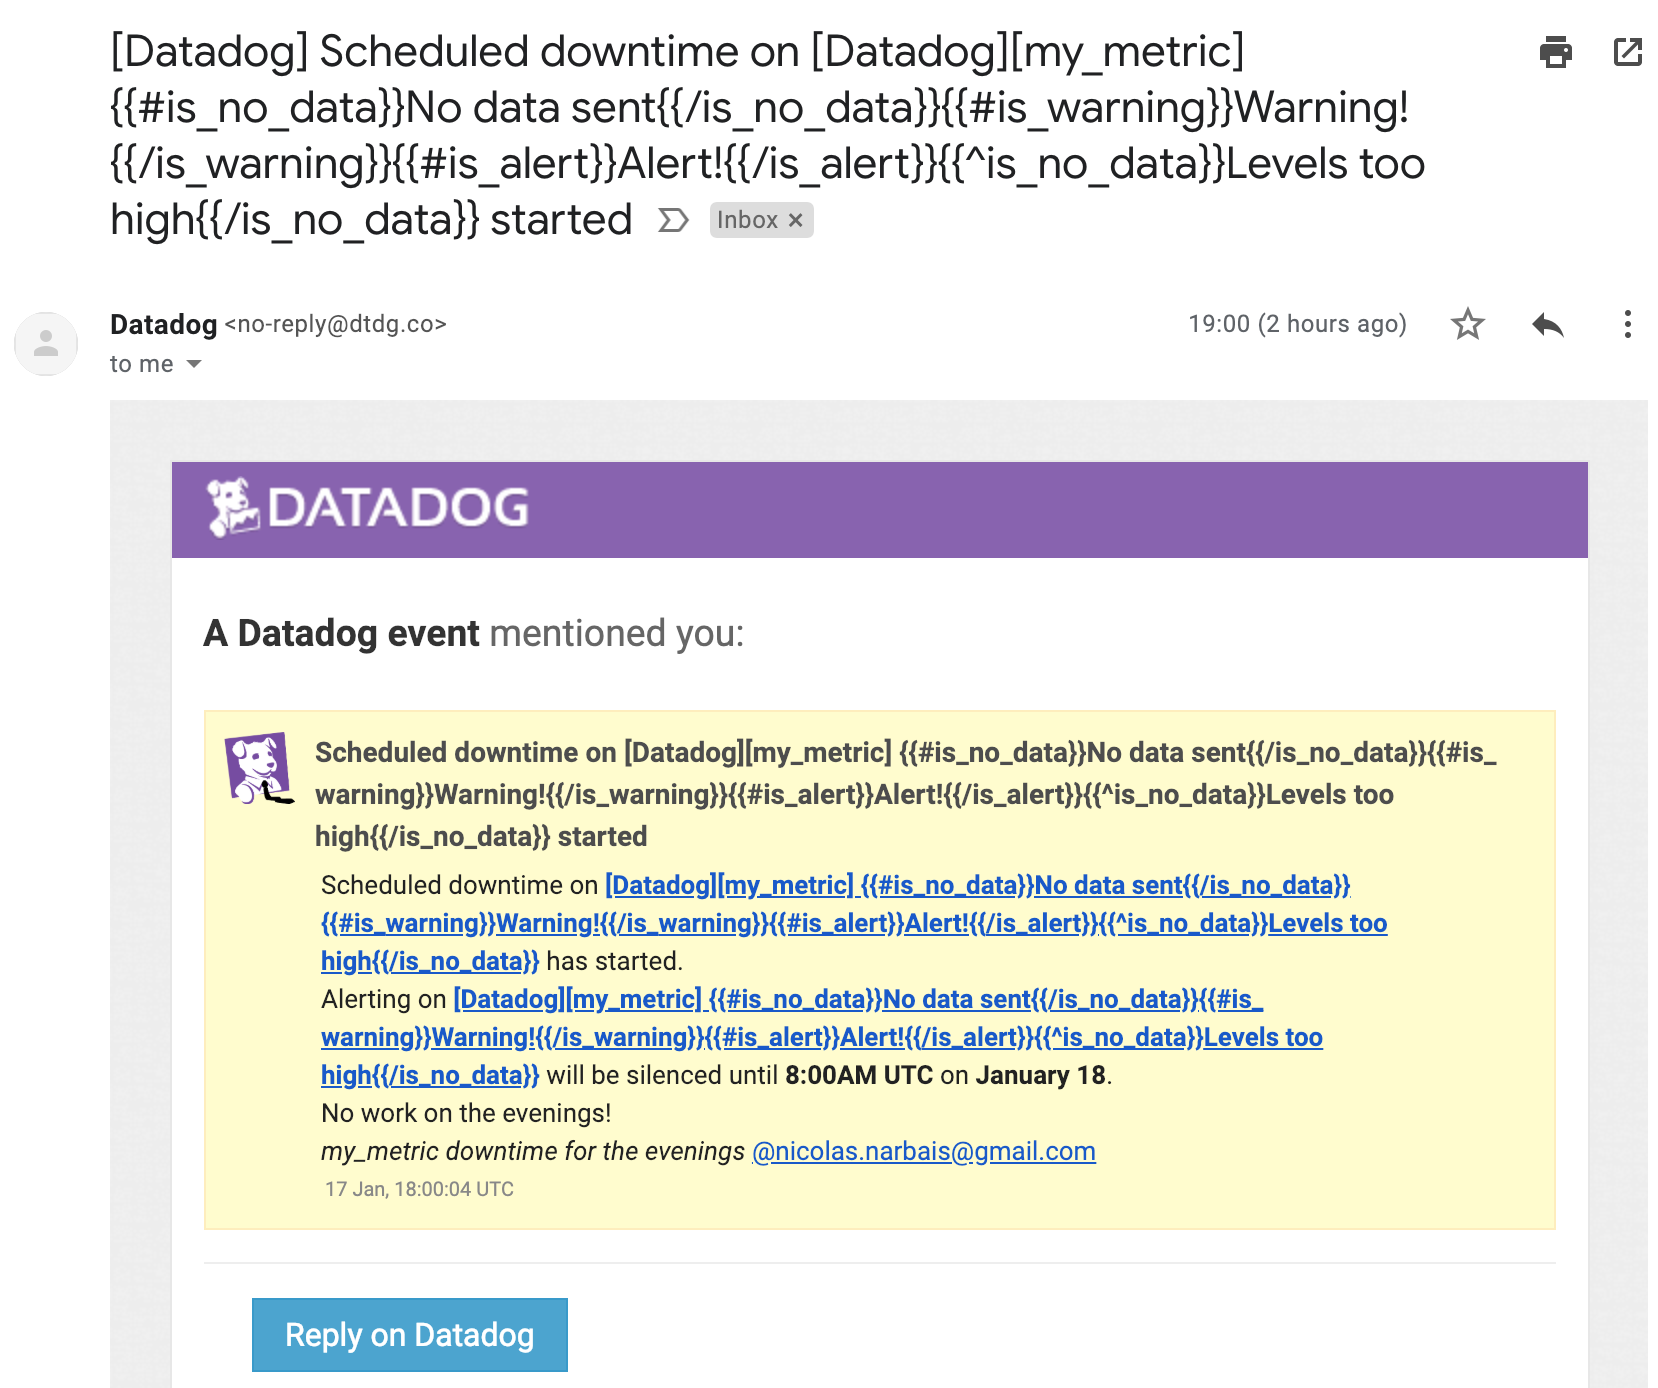 [Datadog] Scheduled downtime on [Datadog][my_metric]
{{#is_no_data}}No data sent{{/is_no_data}}{{#is_warning}}Warning!
{{/is_warning}}{{#is_alert}}Alert!{{/is_alert}}{{^is_no_data}}Levels too
high{{/is_no_data}} started Inbox ×
Datadog <no-reply@dtdg.co> 19:00 (2 hours ago)
to me
DATADOG
A Datadog event mentioned you:
Scheduled downtime on [Datadog][my_metric] {{#is_no_data}}No data sent{{/is_no_data}}{{#is_
warning}}Warning!{{/is_warning}}{{#is_alert}}Alert!{{/is_alert}}{{^is_no_data}}Levels too
high{{/is_no_data}} started
Scheduled downtime on [Datadog][my_metric] {{#is_no_data}}No data sent{{/is_no_data}}
{{#is_warning}}Warning!{{/is_warning}}{{#is_alert}}Alert!{{/is_alert}}{{^is_no_data}}Levels too
high{{/is_no_data}} has started.
Alerting on [Datadog][my_metric] {{#is_no_data}}No data sent{{/is_no_data}}{{#is_
warning}}Warning!{{/is_warning}}{{#is_alert}}Alert!{{/is_alert}}{{^is_no_data}}Levels too
high{{/is_no_data}} will be silenced until 8:00AM UTC on January 18.
No work on the evenings!
my_metric downtime for the evenings @nicolas.narbais@gmail.com
17 Jan, 18:00:04 UTC
Reply on Datadog